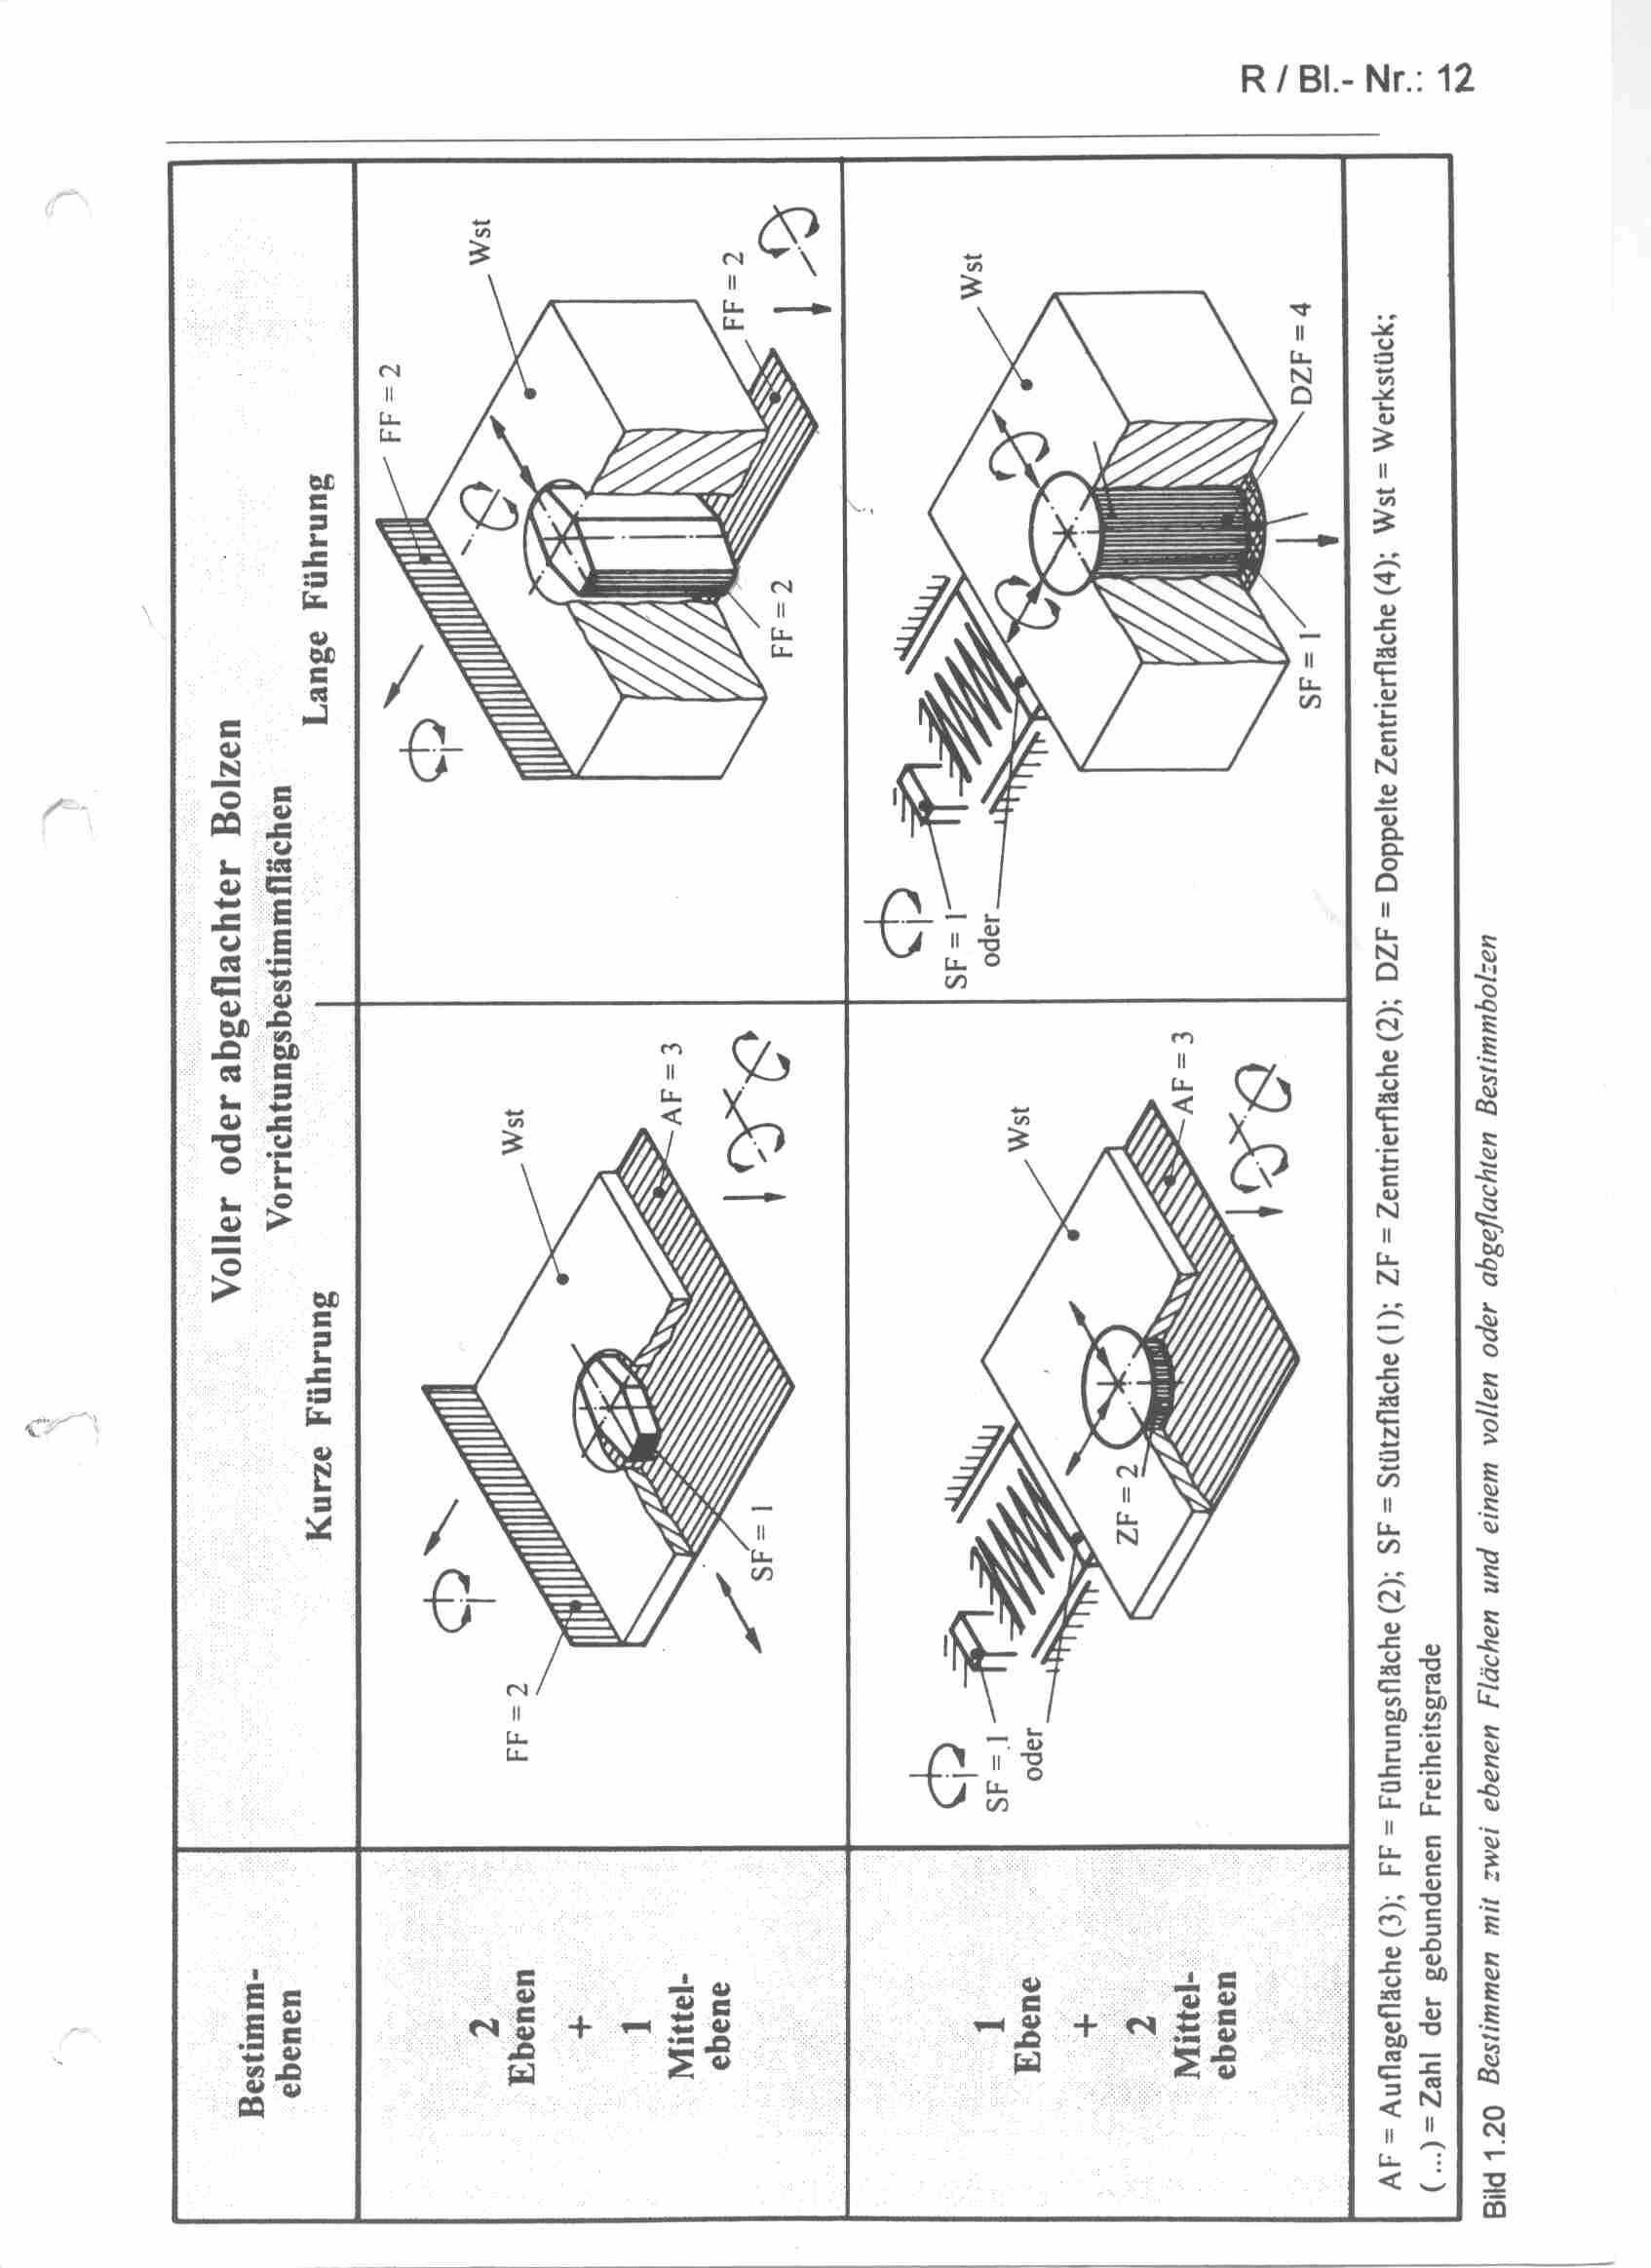 R / Bl.- Nr.: 12
Bestimm-
ebenen
Voller oder abgeflachter Bolzen
Vorrichtungsbestimmflächen
Kurze Führung
Lange Führung
2
Ebenen
+
1
Mittel-
ebene
FF = 2
Wst
SF = 1
AF = 3
FF = 2
Wst
FF = 2
FF = 2
1
Ebene
+
2
Mittel-
ebenen
SF = 1
oder
ZF = 2
Wst
AF = 3
SF = 1
oder
Wst
SF = 1
DZF = 4
AF = Auflagefläche (3); FF = Führungsfläche (2); SF = Stützfläche (1); ZF = Zentrierfläche (2); DZF = Doppelte Zentrierfläche (4); Wst = Werkstück;
(...) = Zahl der gebundenen Freiheitsgrade
Bild 1.20 Bestimmen mit zwei ebenen Flächen und einem vollen oder abgeflachten Bestimmbolzen